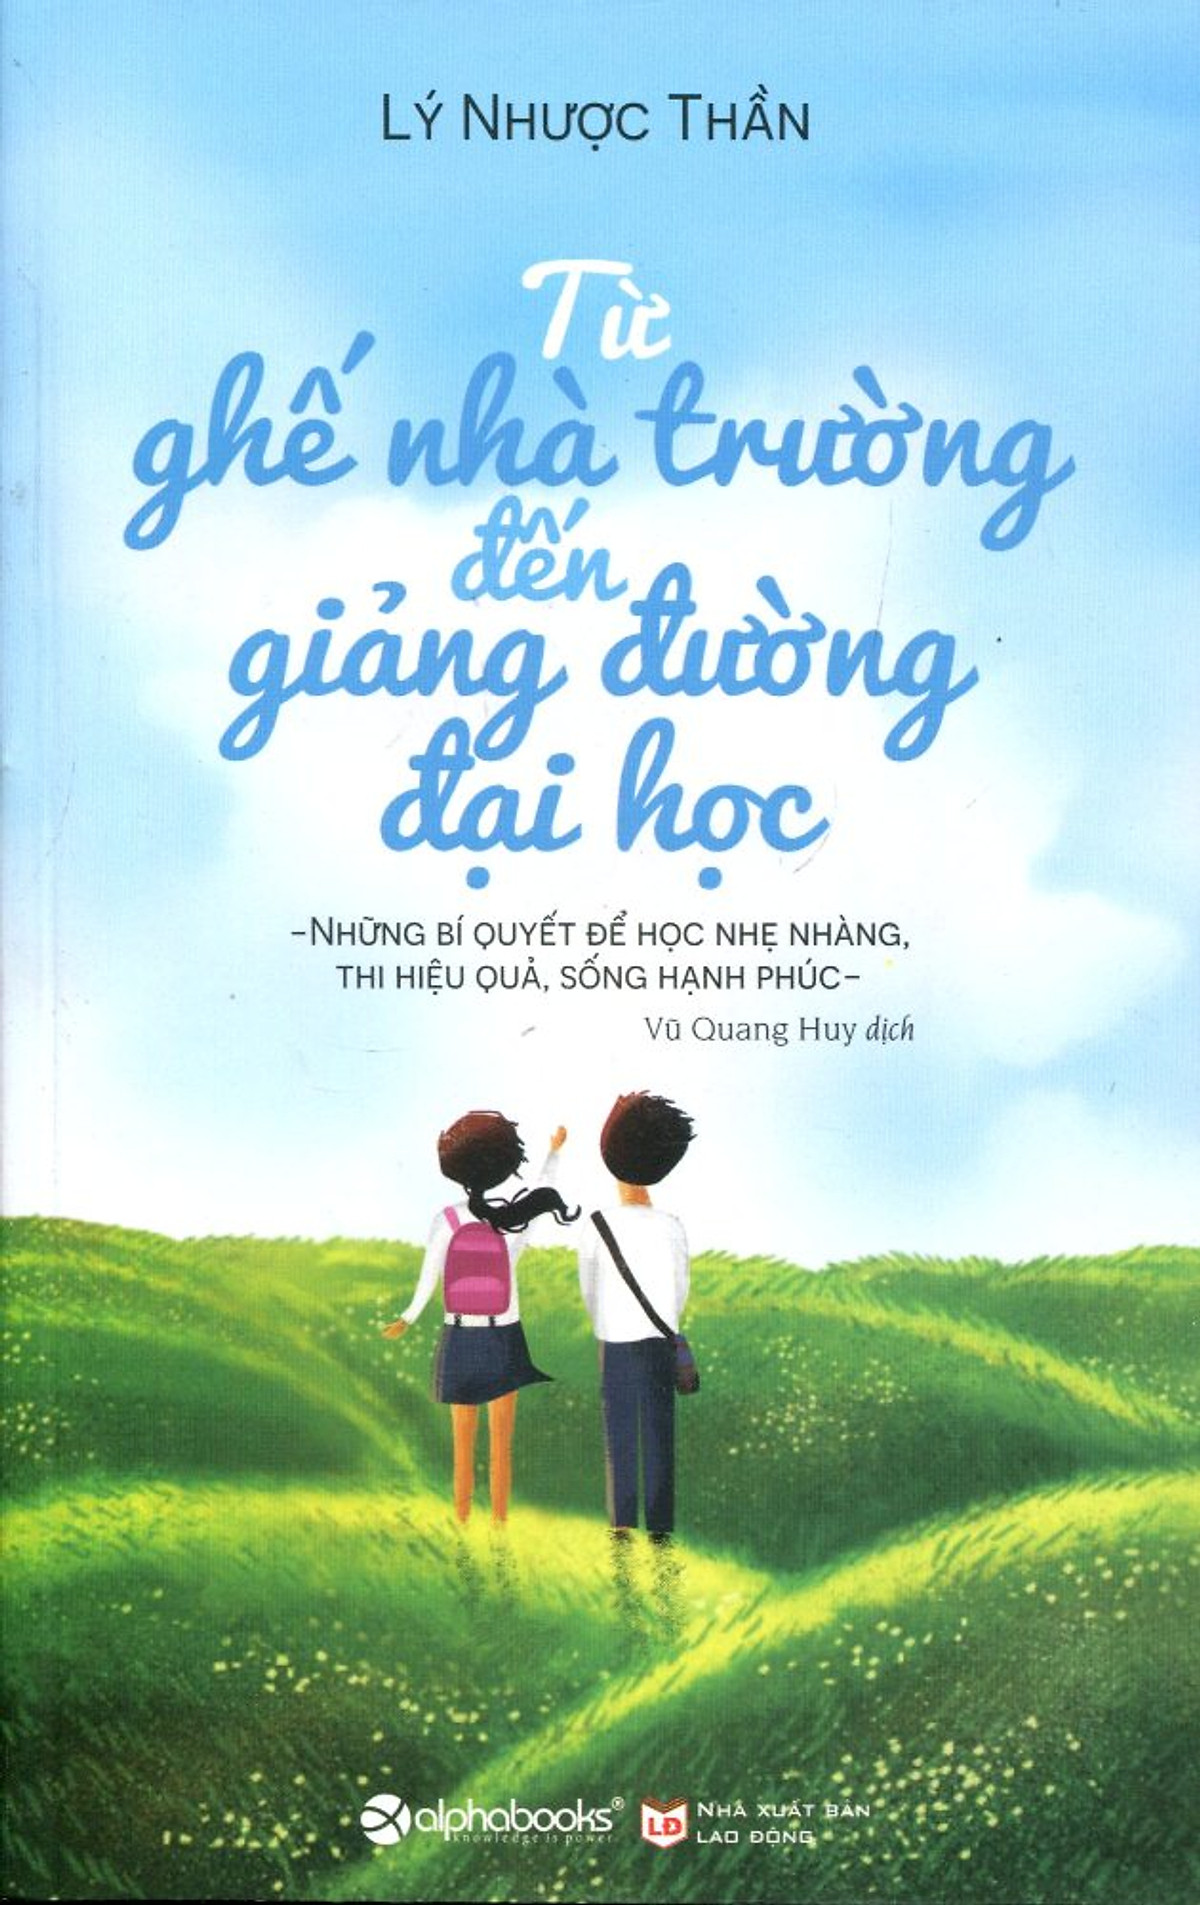 LÝ NHƯỢC THẦN
Từ
ghế nhà trường
đến
giảng đường
đại học
–NHỮNG BÍ QUYẾT ĐỂ HỌC NHẸ NHÀNG,
THI HIỆU QUẢ, SỐNG HẠNH PHÚC–
Vũ Quang Huy dịch
alphabooks®
knowledge is power
LĐ
NHÀ XUẤT BẢN
LAO ĐỘNG